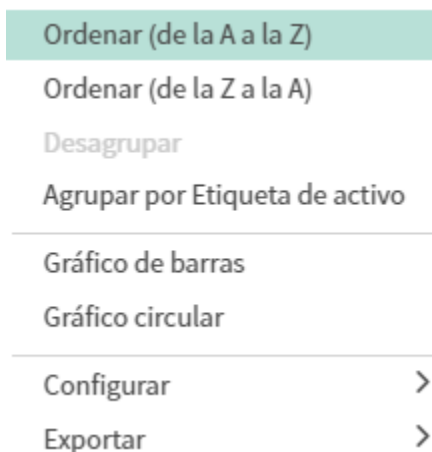 Ordenar (de la A a la Z)
Ordenar (de la Z a la A)
Desagrupar
Agrupar por Etiqueta de activo
Gráfico de barras
Gráfico circular
Configurar
Exportar